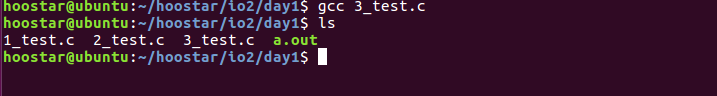 hoostar@ubuntu:~/hoostar/io2/day1$ gcc 3_test.c
hoostar@ubuntu:~/hoostar/io2/day1$ ls
1_test.c  2_test.c  3_test.c  a.out
hoostar@ubuntu:~/hoostar/io2/day1$